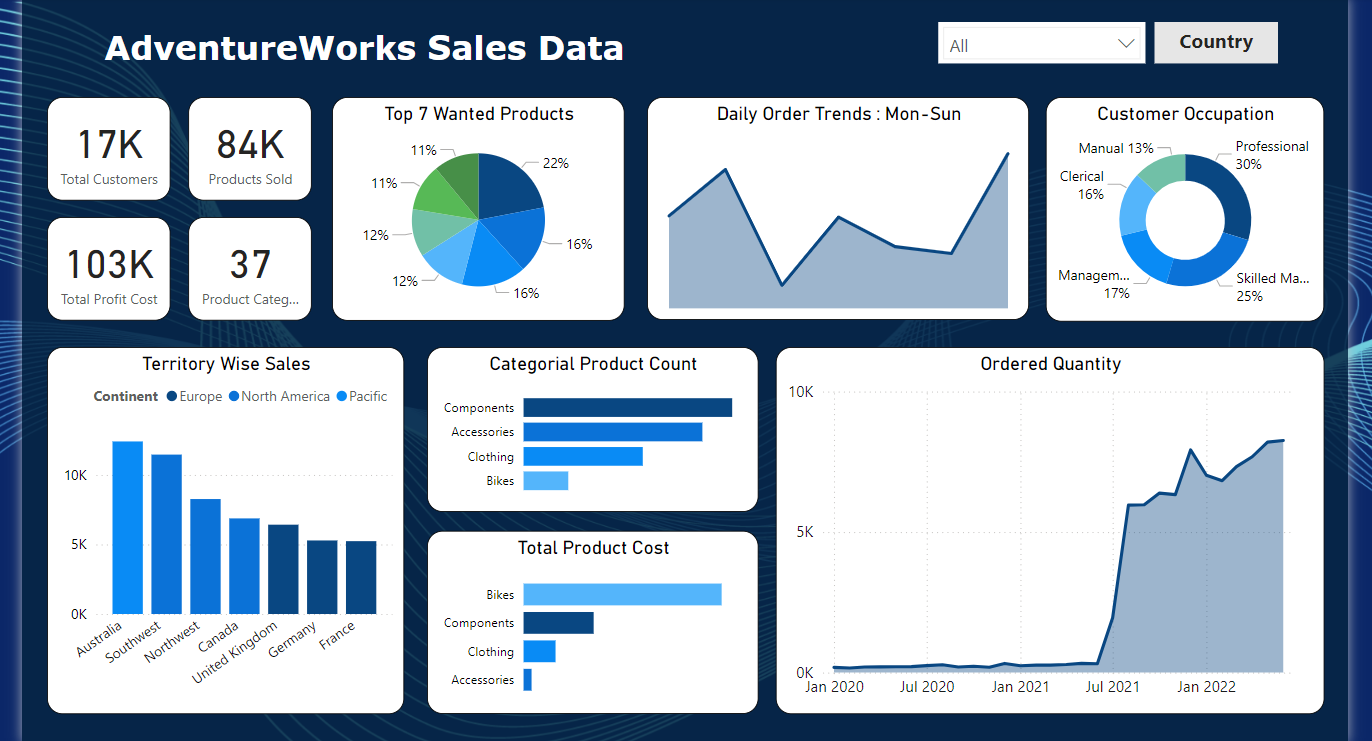 AdventureWorks Sales Data
All
Country
17K
Total Customers
84K
Products Sold
103K
Total Profit Cost
37
Product Categ...
Top 7 Wanted Products
22%
16%
16%
12%
12%
11%
11%
Daily Order Trends : Mon-Sun
Customer Occupation
Professional
30%
Skilled Ma...
25%
Managem...
17%
Clerical
16%
Manual 13%
Territory Wise Sales
Continent Europe North America Pacific
10K
5K
0K
Australia
Southwest
Northwest
Canada
United Kingdom
Germany
France
Categorial Product Count
Components
Accessories
Clothing
Bikes
Total Product Cost
Bikes
Components
Clothing
Accessories
Ordered Quantity
10K
5K
0K
Jan 2020 Jul 2020 Jan 2021 Jul 2021 Jan 2022